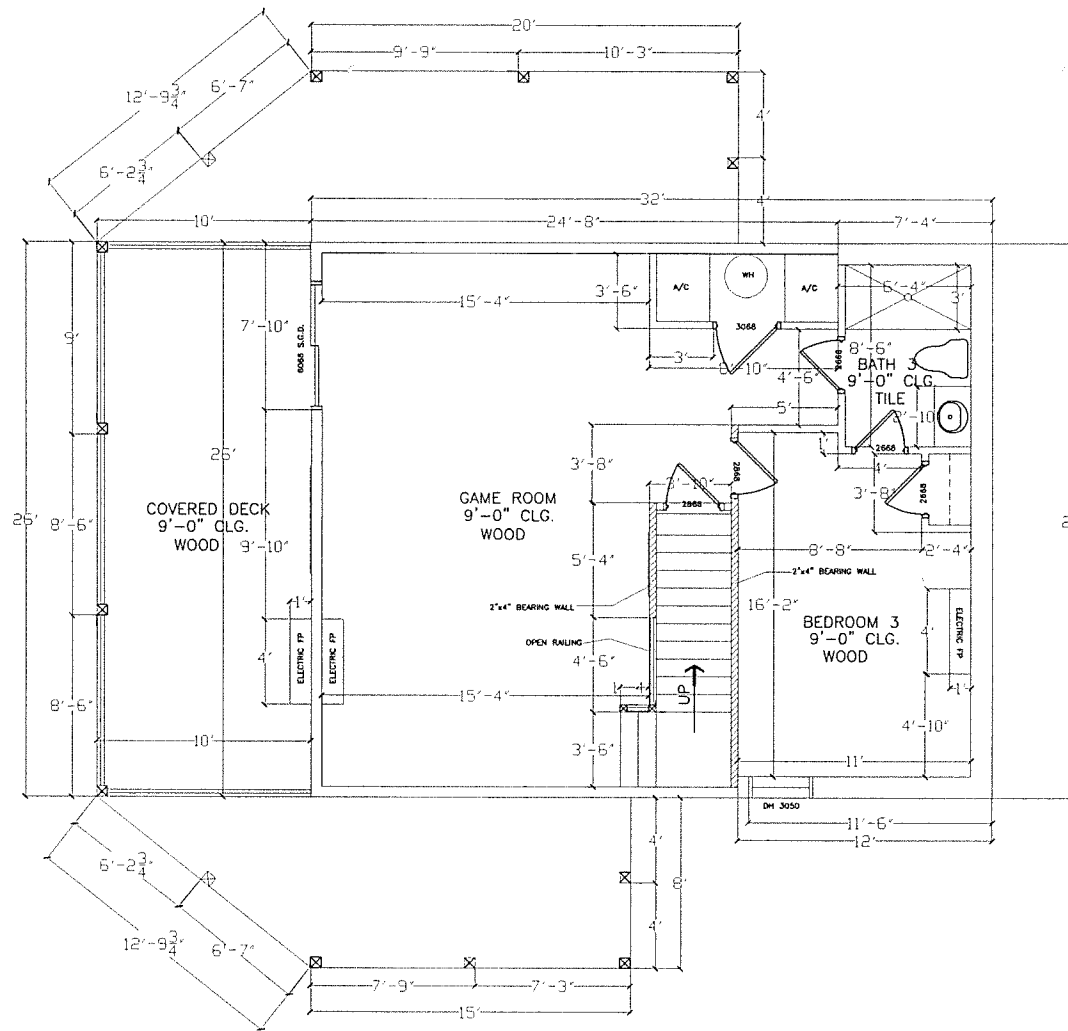 20'
9'-9" 10'-3"
12'-9 3/4" 6'-7"
6'-2 3/4"
4'
4'
32'
10' 24'-8" 7'-4"
A/C WH A/C
6'-4" 3'
3'-6" 15'-4"
3068
3'
4'-6"
8'-6"
2668
BATH 3
9'-0" CLG.
TILE
6068 S.G.D.
7'-10"
9'
5'
2668
4'
3'-8" 3'-10"
2868
2868
3'-8"
2668
26' 26'
COVERED DECK
9'-0" CLG.
WOOD
8'-6"
9'-10"
GAME ROOM
9'-0" CLG.
WOOD
5'-4"
8'-8" 2'-4"
2"x4" BEARING WALL
2"x4" BEARING WALL
16'-2"
OPEN RAILING
BEDROOM 3
9'-0" CLG.
WOOD
ELECTRIC FP
4'
1'
1'
4'
ELECTRIC FP
ELECTRIC FP
4'-6"
15'-4"
1'
UP
8'-6"
4'-10"
3'-6"
10'
11'
DH 3050
11'-6"
12'
4'
8'
4'
6'-2 3/4"
12'-9 3/4" 6'-7"
7'-9" 7'-3"
15'